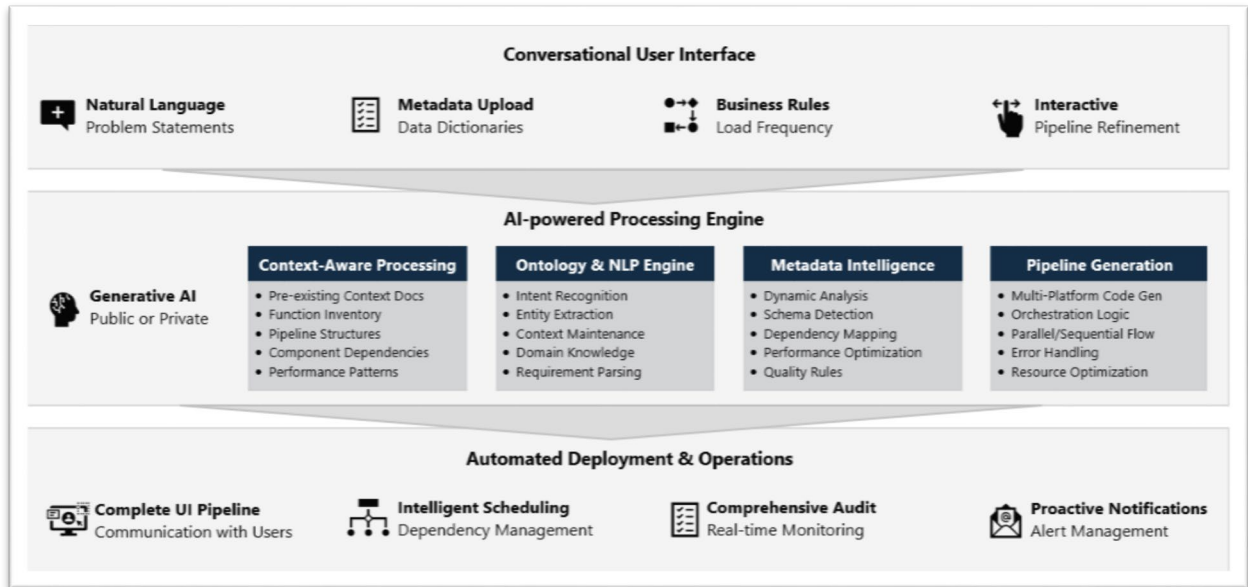 Conversational User Interface
Natural Language
Problem Statements
Metadata Upload
Data Dictionaries
Business Rules
Load Frequency
Interactive
Pipeline Refinement
AI-powered Processing Engine
Generative AI
Public or Private
Context-Aware Processing
• Pre-existing Context Docs
• Function Inventory
• Pipeline Structures
• Component Dependencies
• Performance Patterns
Ontology & NLP Engine
• Intent Recognition
• Entity Extraction
• Context Maintenance
• Domain Knowledge
• Requirement Parsing
Metadata Intelligence
• Dynamic Analysis
• Schema Detection
• Dependency Mapping
• Performance Optimization
• Quality Rules
Pipeline Generation
• Multi-Platform Code Gen
• Orchestration Logic
• Parallel/Sequential Flow
• Error Handling
• Resource Optimization
Automated Deployment & Operations
Complete UI Pipeline
Communication with Users
Intelligent Scheduling
Dependency Management
Comprehensive Audit
Real-time Monitoring
Proactive Notifications
Alert Management